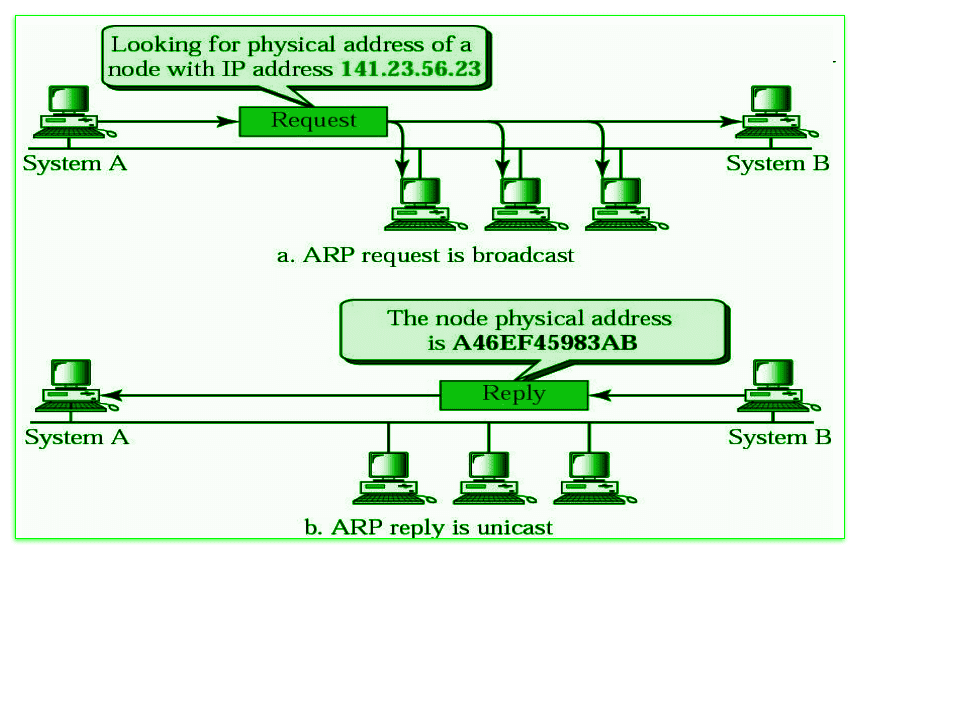 Looking for physical address of a
node with IP address 141.23.56.23
Request
System A
System B
a. ARP request is broadcast
The node physical address
is A46EF45983AB
Reply
System A
System B
b. ARP reply is unicast